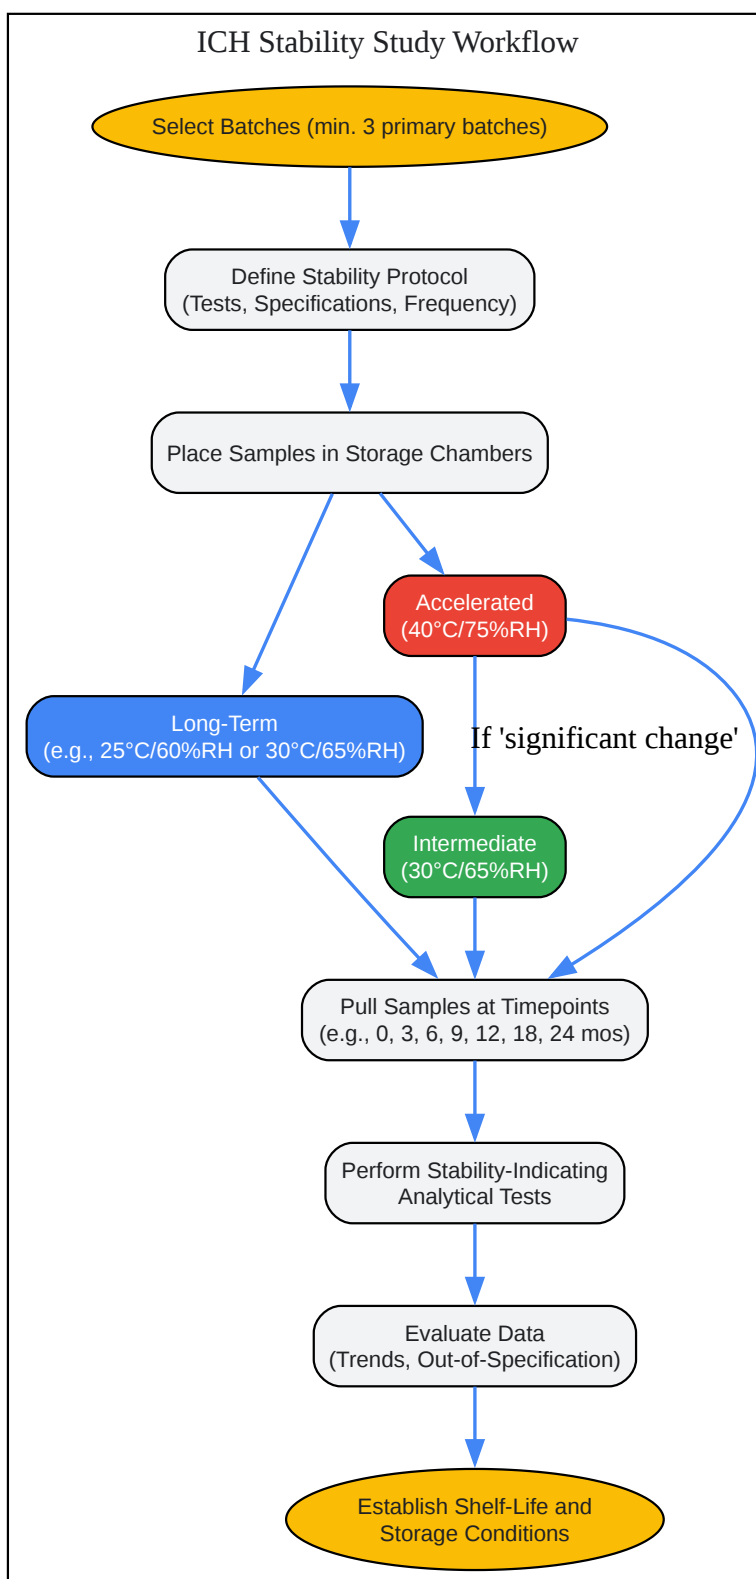 ICH Stability Study Workflow
Select Batches (min. 3 primary batches)
Define Stability Protocol
(Tests, Specifications, Frequency)
Place Samples in Storage Chambers
Accelerated
(40°C/75%RH)
Long-Term
(e.g., 25°C/60%RH or 30°C/65%RH)
If 'significant change'
Intermediate
(30°C/65%RH)
Pull Samples at Timepoints
(e.g., 0, 3, 6, 9, 12, 18, 24 mos)
Perform Stability-Indicating
Analytical Tests
Evaluate Data
(Trends, Out-of-Specification)
Establish Shelf-Life and
Storage Conditions